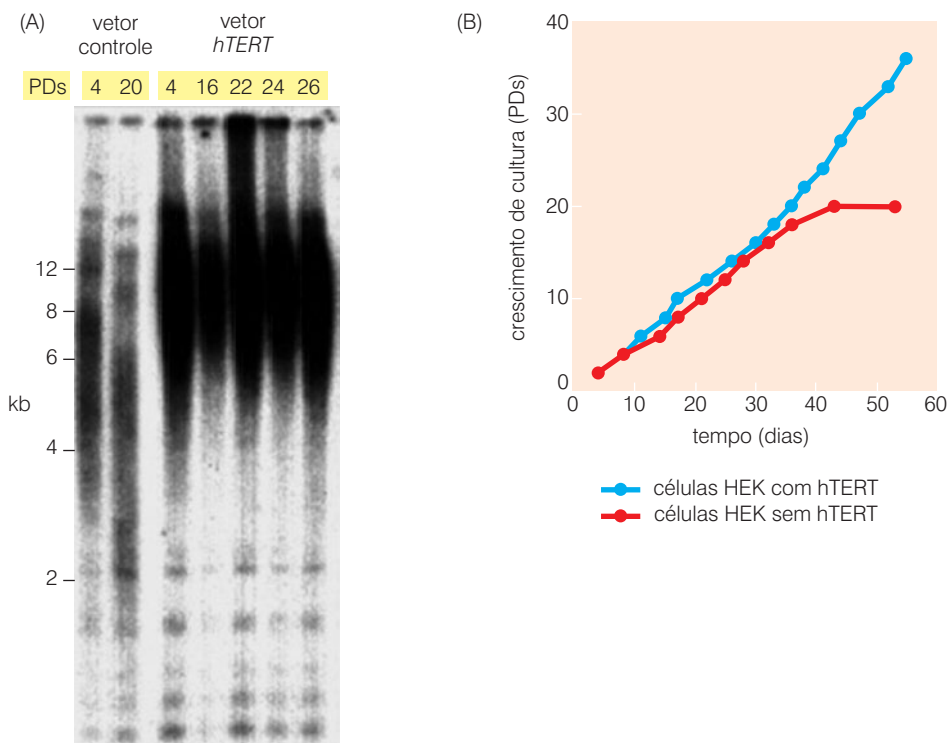 (A)
vetor
controle
vetor
hTERT
PDs 4 20 4 16 22 24 26
12
8
6
kb
4
2
(B)
crescimento de cultura (PDs)
40
30
20
10
0
0 10 20 30 40 50 60
tempo (dias)
células HEK com hTERT
células HEK sem hTERT